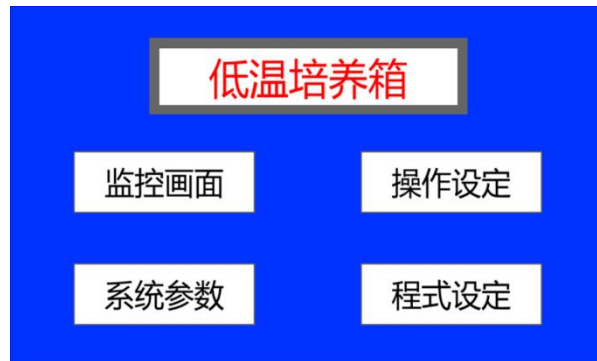 低温培养箱
监控画面
操作设定
系统参数
程式设定